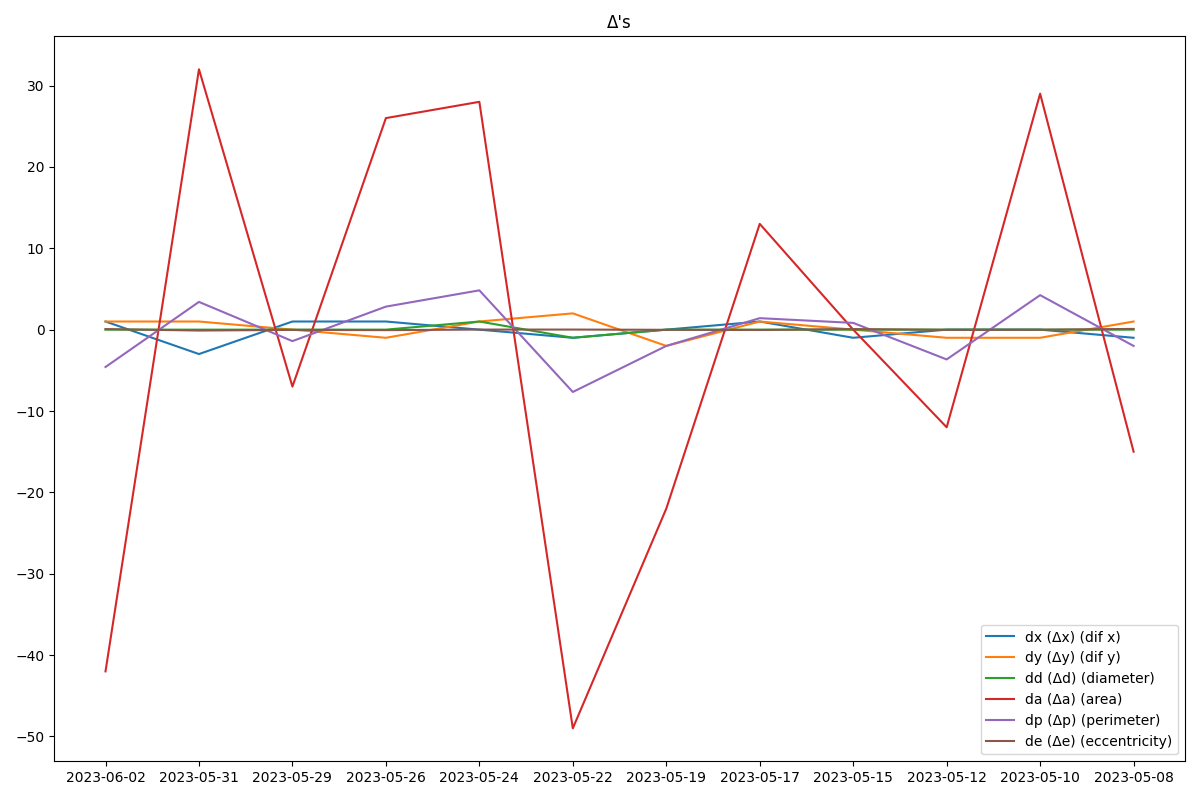 Δ's
30
20
10
0
−10
−20
−30
−40
−50
dx (Δx) (dif x)
dy (Δy) (dif y)
dd (Δd) (diameter)
da (Δa) (area)
dp (Δp) (perimeter)
de (Δe) (eccentricity)
2023-06-02 2023-05-31 2023-05-29 2023-05-26 2023-05-24 2023-05-22 2023-05-19 2023-05-17 2023-05-15 2023-05-12 2023-05-10 2023-05-08